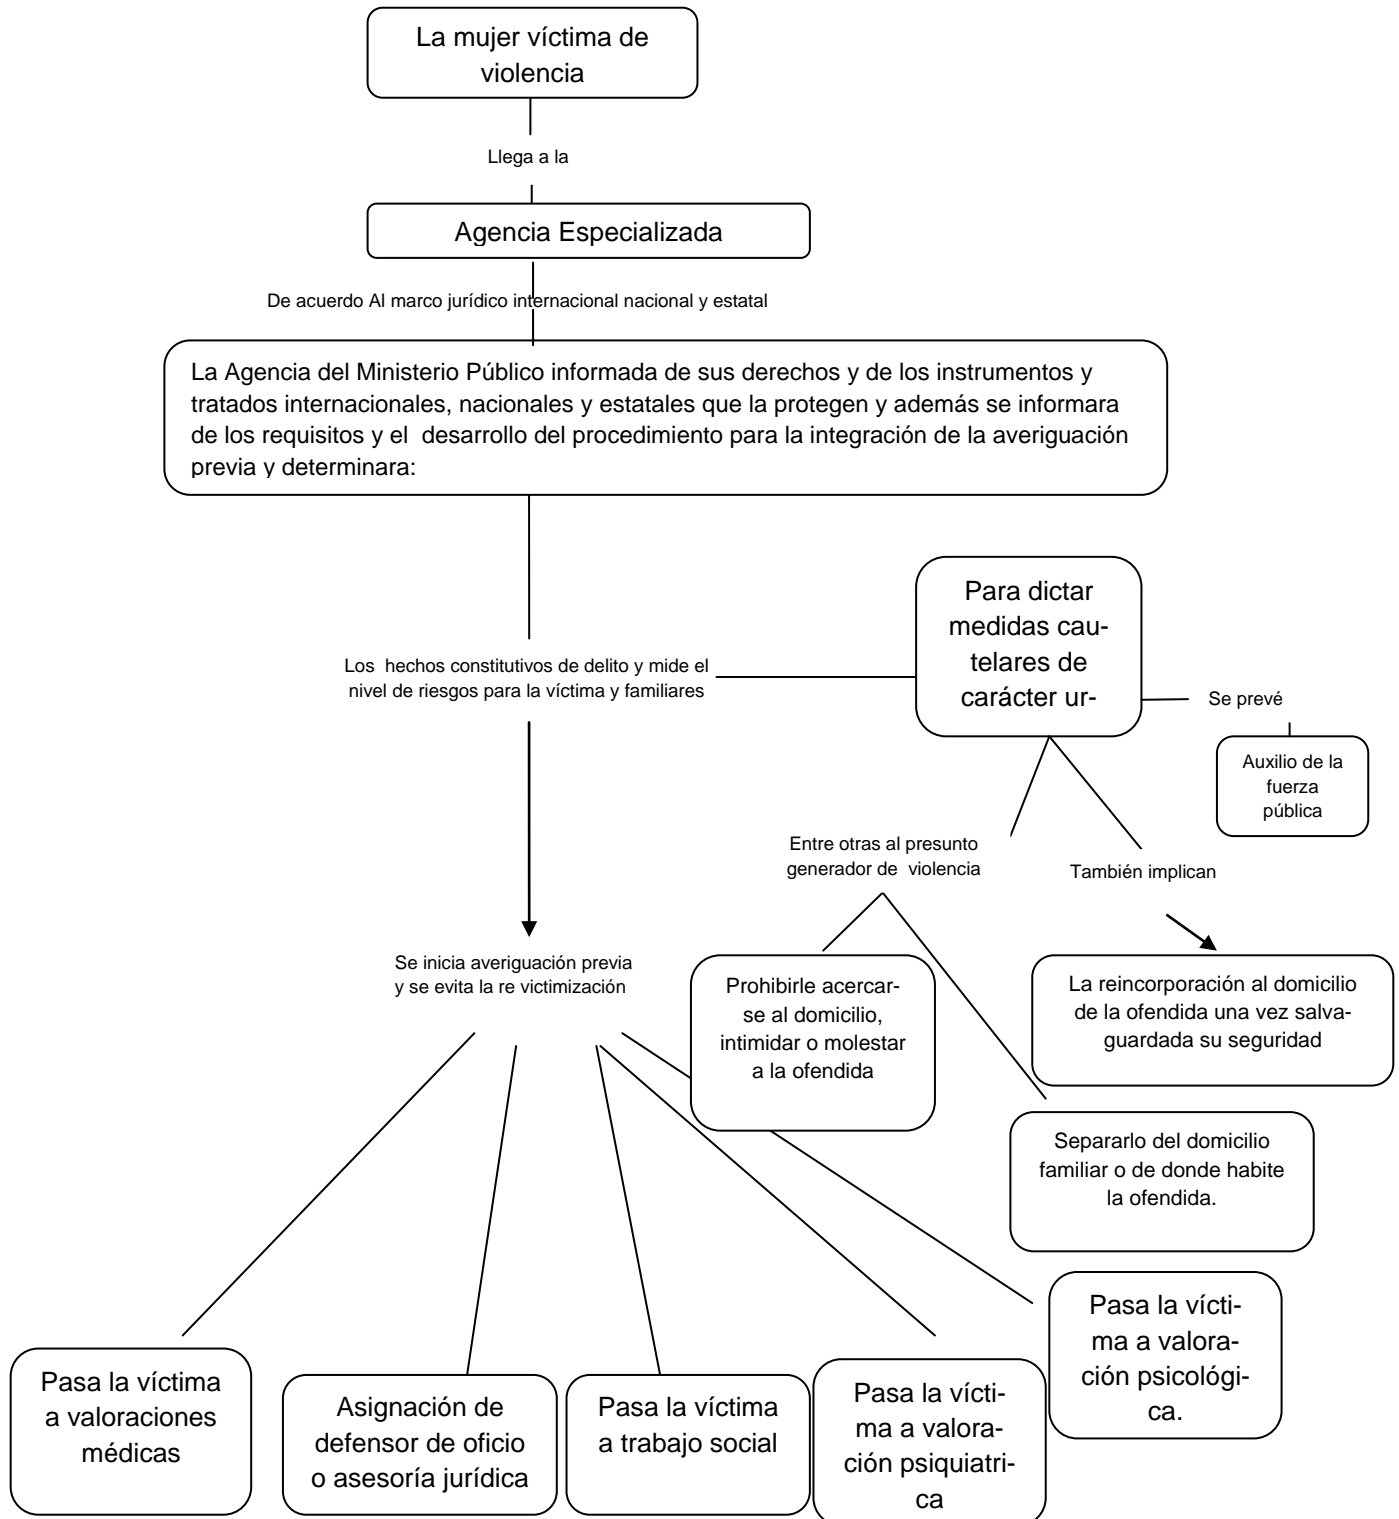 La mujer víctima de
violencia
Llega a la
Agencia Especializada
De acuerdo Al marco jurídico internacional nacional y estatal
La Agencia del Ministerio Público informada de sus derechos y de los instrumentos y
tratados internacionales, nacionales y estatales que la protegen y además se informara
de los requisitos y el  desarrollo del procedimiento para la integración de la averiguación
previa y determinara:
Los  hechos constitutivos de delito y mide el
nivel de riesgos para la víctima y familiares
Para dictar
medidas cau-
telares de
carácter ur-
Se prevé
Auxilio de la
fuerza
pública
Entre otras al presunto
generador de  violencia
También implican
Se inicia averiguación previa
y se evita la re victimización
Prohibirle acercar-
se al domicilio,
intimidar o molestar
a la ofendida
La reincorporación al domicilio
de la ofendida una vez salva-
guardada su seguridad
Separarlo del domicilio
familiar o de donde habite
la ofendida.
Pasa la víctima
a valoraciones
médicas
Asignación de
defensor de oficio
o asesoría jurídica
Pasa la víctima
a trabajo social
Pasa la vícti-
ma a valora-
ción psiquiatri-
ca
Pasa la vícti-
ma a valora-
ción psicológi-
ca.